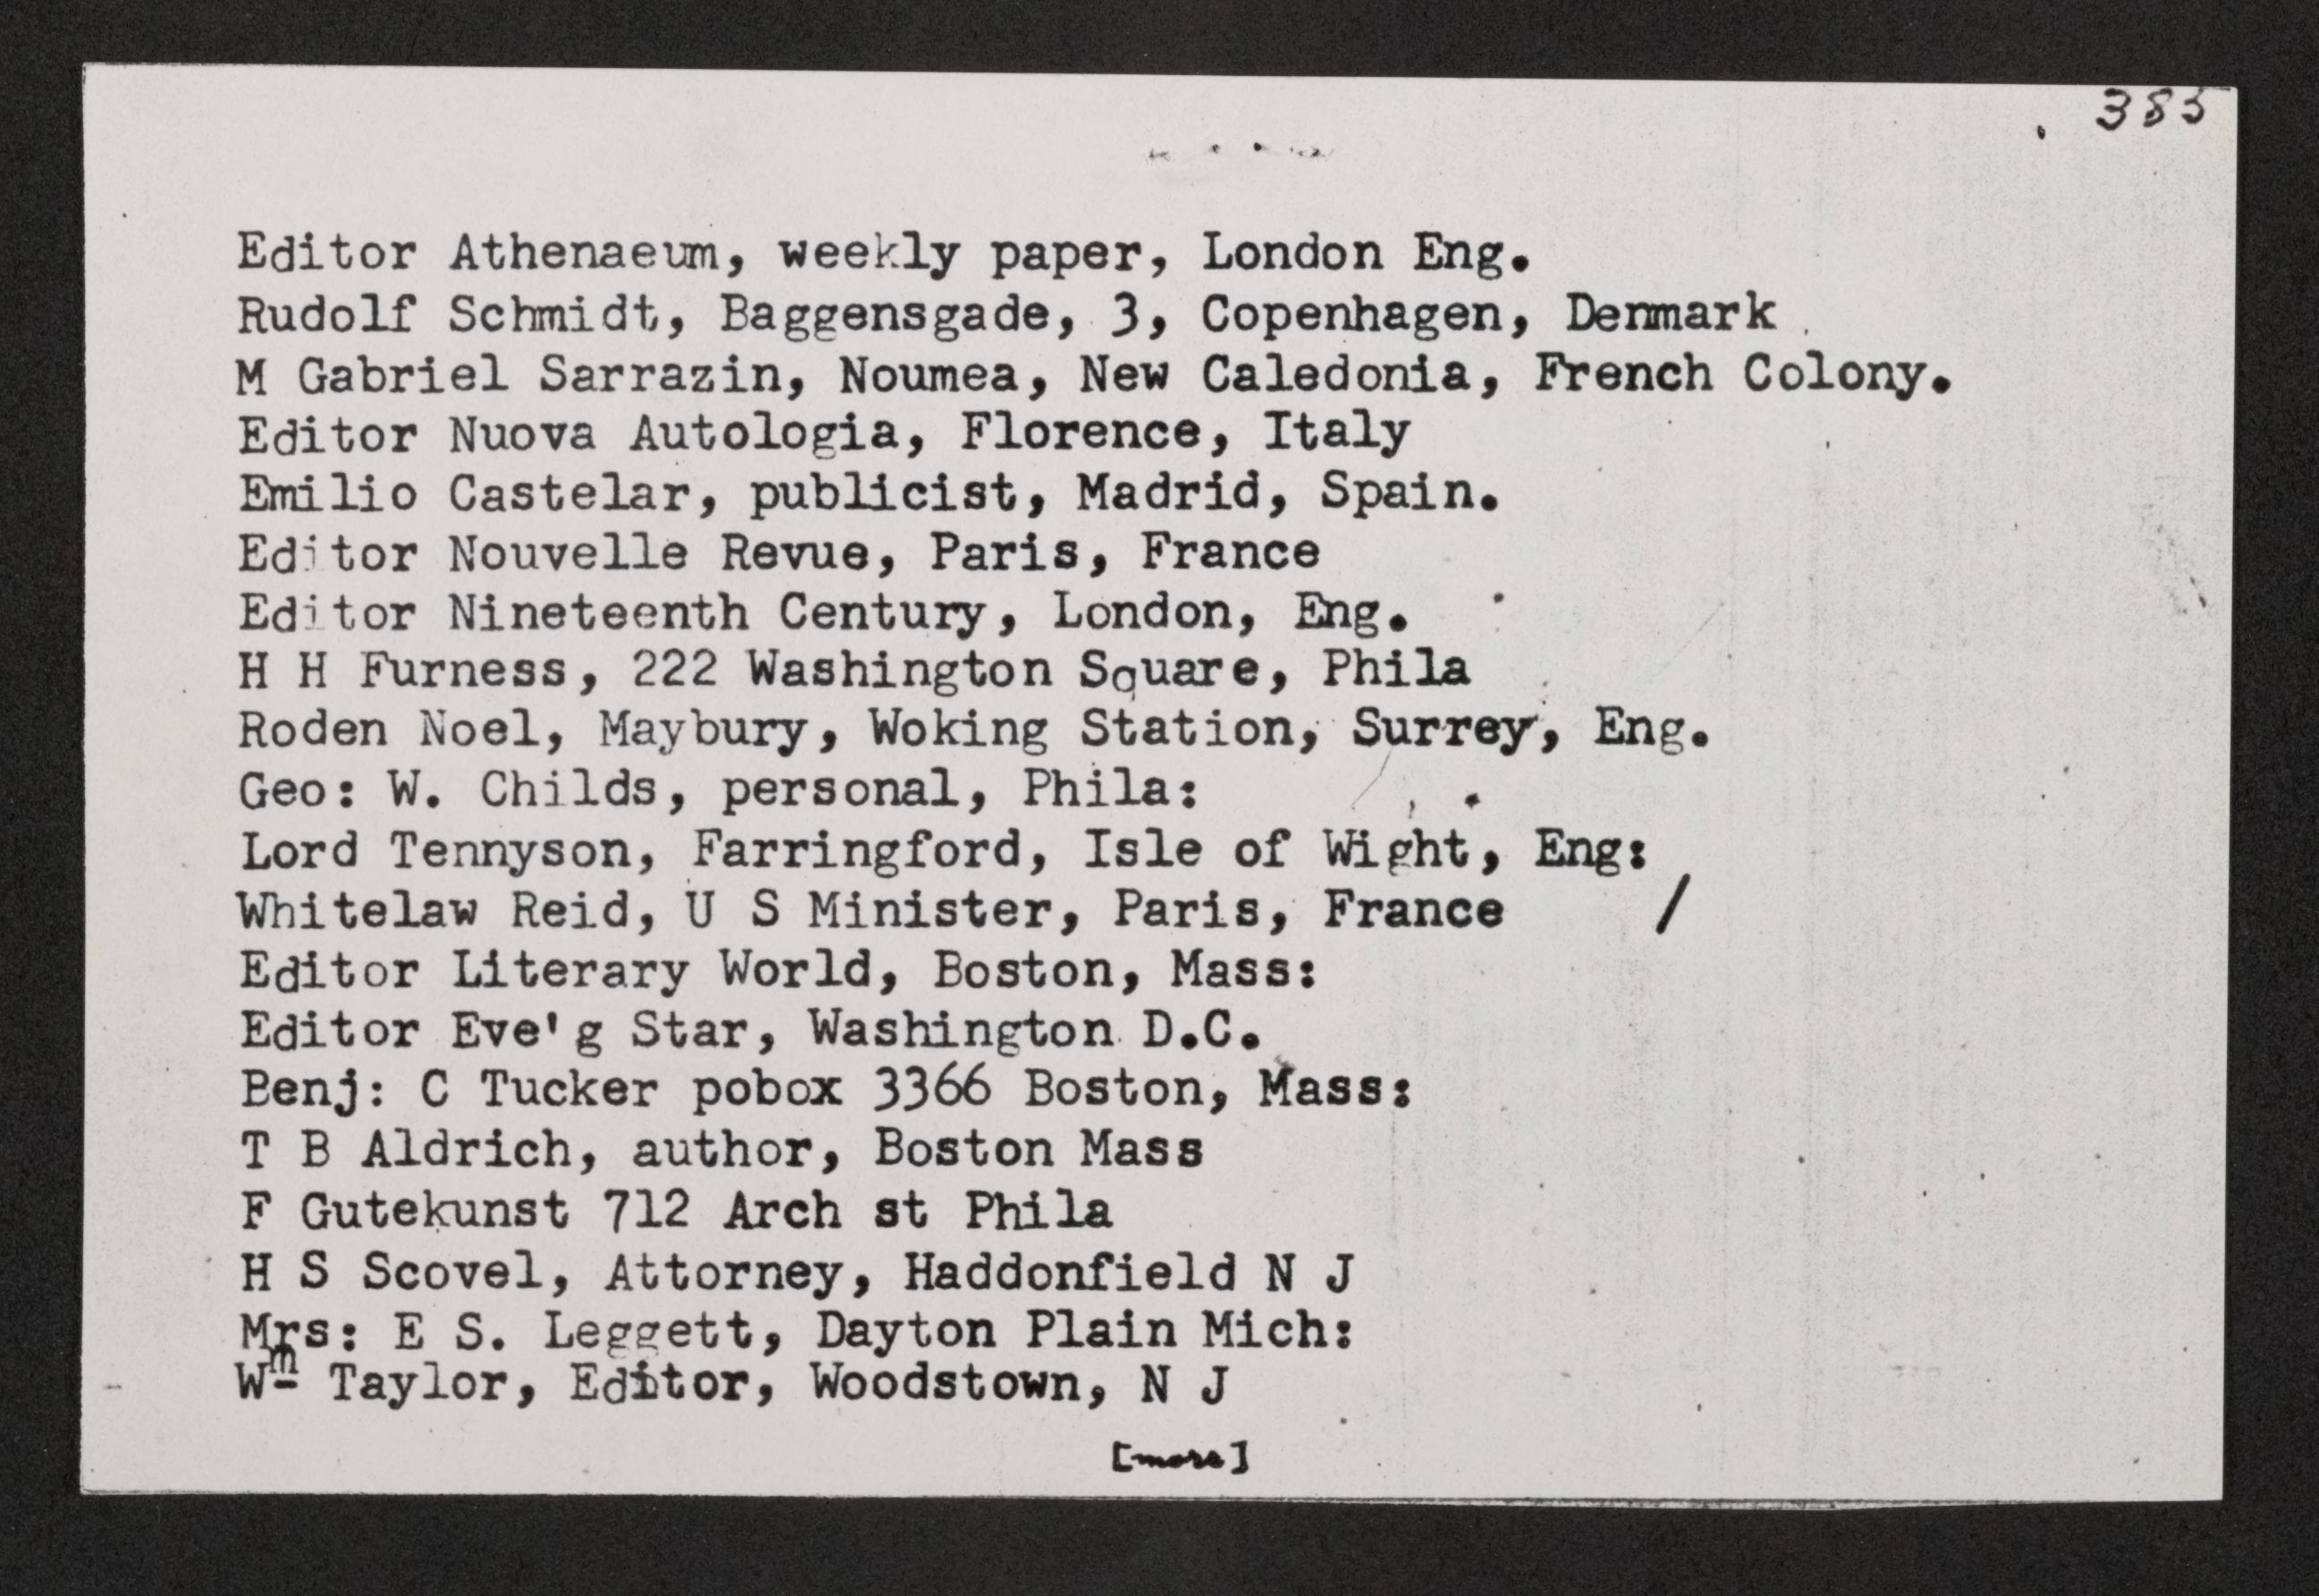 385
Editor Athenaeum, weekly paper, London Eng.
Rudolf Schmidt, Baggensgade, 3, Copenhagen, Denmark
M Gabriel Sarrazin, Noumea, New Caledonia, French Colony.
Editor Nuova Autologia, Florence, Italy
Emilio Castelar, publicist, Madrid, Spain.
Editor Nouvelle Revue, Paris, France
Editor Nineteenth Century, London, Eng.
H H Furness, 222 Washington Square, Phila
Roden Noel, Maybury, Woking Station, Surrey, Eng.
Geo: W. Childs, personal, Phila:
Lord Tennyson, Farringford, Isle of Wight, Eng:
Whitelaw Reid, U S Minister, Paris, France /
Editor Literary World, Boston, Mass:
Editor Eve'g Star, Washington D.C.
Benj: C Tucker pobox 3366 Boston, Mass:
T B Aldrich, author, Boston Mass
F Gutekunst 712 Arch st Phila
H S Scovel, Attorney, Haddonfield N J
Mrs: E S. Leggett, Dayton Plain Mich:
Wm Taylor, Editor, Woodstown, N J
[more]